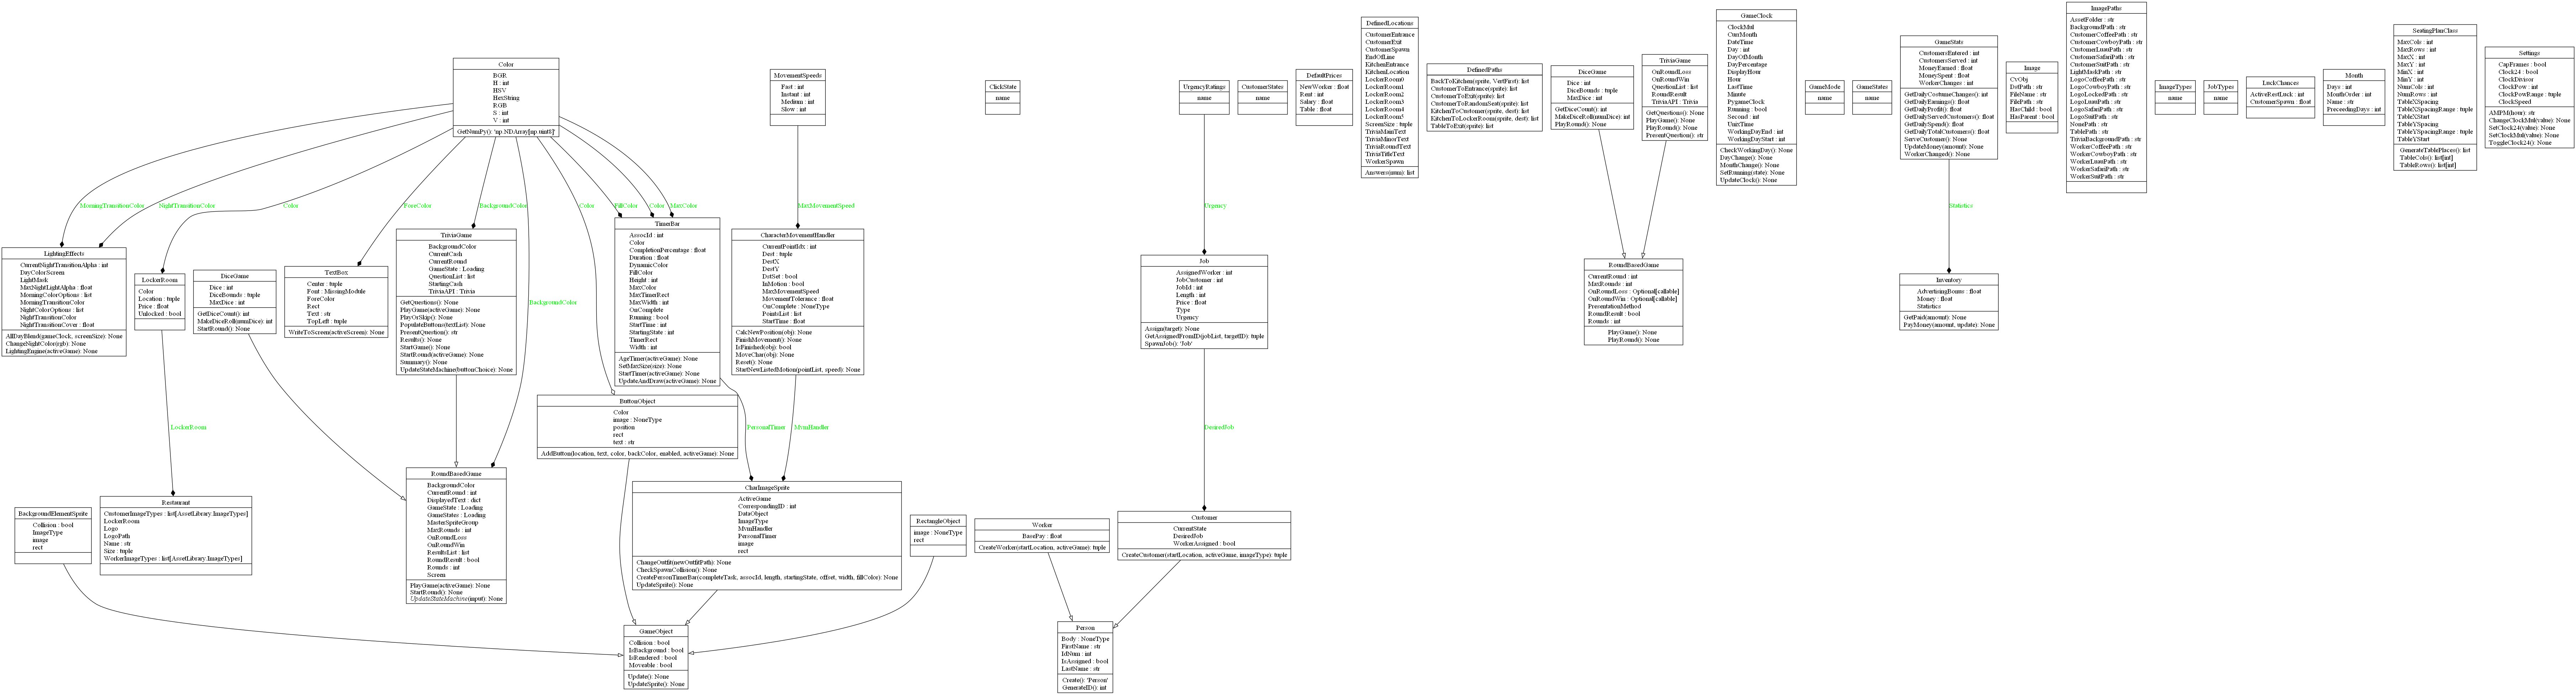 Color
BGR
H : int
HSV
HexString
RGB
S : int
V : int
GetNumPy(): 'np.NDArray[np.uint8]'
MovementSpeeds
Fast : int
Instant : int
Medium : int
Slow : int
ClickState
name
UrgencyRatings
name
CustomerStates
name
DefaultPrices
NewWorker : float
Rent : int
Salary : float
Table : float
DefinedLocations
CustomerEntrance
CustomerExit
CustomerSpawn
EndOfLine
KitchenEntrance
KitchenLocation
LockerRoom0
LockerRoom1
LockerRoom2
LockerRoom3
LockerRoom4
LockerRoom5
ScreenSize : tuple
TriviaMainText
TriviaMinorText
TriviaRoundText
TriviaTitleText
WorkerSpawn
Answers(num): list
DefinedPaths
BackToKitchen(sprite, VertFirst): list
CustomerToEntrance(sprite): list
CustomerToExit(sprite): list
CustomerToRandomSeat(sprite): list
KitchenToCustomer(sprite, dest): list
KitchenToLockerRoom(sprite, dest): list
TableToExit(sprite): list
DiceGame
Dice : int
DiceBounds : tuple
MaxDice : int
GetDiceCount(): int
MakeDiceRoll(numDice): int
PlayRound(): None
TriviaGame
OnRoundLoss
OnRoundWin
QuestionList : list
RoundResult
TriviaAPI : Trivia
GetQuestions(): None
PlayGame(): None
PlayRound(): None
PresentQuestion(): str
GameClock
ClockMul
CurrMonth
DateTime
Day : int
DayOfMonth
DayPercentage
DisplayHour
Hour
LastTime
Minute
PygameClock
Running : bool
Second : int
UnixTime
WorkingDayEnd : int
WorkingDayStart : int
CheckWorkingDay(): None
DayChange(): None
MonthChange(): None
SetRunning(state): None
UpdateClock(): None
GameMode
name
GameStates
name
GameStats
CustomersEntered : int
CustomersServed : int
MoneyEarned : float
MoneySpent : float
WorkerChanges : int
GetDailyCostumeChanges(): int
GetDailyEarnings(): float
GetDailyProfit(): float
GetDailyServedCustomers(): float
GetDailySpend(): float
GetDailyTotalCustomers(): float
ServeCustomer(): None
UpdateMoney(amount): None
WorkerChanged(): None
Image
CvObj
DstPath : str
FileName : str
FilePath : str
HasChild : bool
HasParent : bool
ImagePaths
AssetFolder : str
BackgroundPath : str
CustomerCoffeePath : str
CustomerCowboyPath : str
CustomerLuauPath : str
CustomerSafariPath : str
CustomerSuitPath : str
LightMaskPath : str
LogoCoffeePath : str
LogoCowboyPath : str
LogoLockedPath : str
LogoLuauPath : str
LogoSafariPath : str
LogoSuitPath : str
NonePath : str
TablePath : str
TriviaBackgroundPath : str
WorkerCoffeePath : str
WorkerCowboyPath : str
WorkerLuauPath : str
WorkerSafariPath : str
WorkerSuitPath : str
ImageTypes
name
JobTypes
name
LuckChances
ActiveRestLuck : int
CustomerSpawn : float
Month
Days : int
MonthOrder : int
Name : str
PreceedingDays : int
SeatingPlanClass
MaxCols : int
MaxRows : int
MaxX : int
MaxY : int
MinX : int
MinY : int
NumCols : int
NumRows : int
TableXSpacing
TableXSpacingRange : tuple
TableXStart
TableYSpacing
TableYSpacingRange : tuple
TableYStart
GenerateTablePlaces(): list
TableCols(): list[int]
TableRows(): list[int]
Settings
CapFrames : bool
Clock24 : bool
ClockDivisor
ClockPow : int
ClockPowRange : tuple
ClockSpeed
AMPM(hour): str
ChangeClockMul(value): None
SetClock24(value): None
SetClockMul(value): None
ToggleClock24(): None
MorningTransitionColor
NightTransitionColor
Color
ForeColor
BackgroundColor
BackgroundColor
Color
FillColor
Color
MaxColor
MaxMovementSpeed
Urgency
Statistics
LightingEffects
CurrentNightTransitionAlpha : int
DayColorScreen
LightMask
MaxNightLightAlpha : float
MorningColorOptions : list
MorningTransitionColor
NightColorOptions : list
NightTransitionColor
NightTransitionCover : float
AllDayBlend(gameClock, screenSize): None
ChangeNightColor(rgb): None
LightingEngine(activeGame): None
LockerRoom
Color
Location : tuple
Price : float
Unlocked : bool
DiceGame
Dice : int
DiceBounds : tuple
MaxDice : int
GetDiceCount(): int
MakeDiceRoll(numDice): int
StartRound(): None
TextBox
Center : tuple
Font : MissingModule
ForeColor
Rect
Text : str
TopLeft : tuple
WriteToScreen(activeScreen): None
TriviaGame
BackgroundColor
CurrentCash
CurrentRound
GameState : Loading
QuestionList : list
StartingCash
TriviaAPI : Trivia
GetQuestions(): None
PlayGame(activeGame): None
PlayOrSkip(): None
PopulateButtons(textList): None
PresentQuestion(): str
Results(): None
StartGame(): None
StartRound(activeGame): None
Summary(): None
UpdateStateMachine(buttonChoice): None
TimerBar
AssocId : int
Color
CompletionPercentage : float
Duration : float
DynamicColor
FillColor
Height : int
MaxColor
MaxTimerRect
MaxWidth : int
OnComplete
Running : bool
StartTime : int
StartingState : int
TimerRect
Width : int
AgeTimer(activeGame): None
SetMaxSize(size): None
StartTimer(activeGame): None
UpdateAndDraw(activeGame): None
CharacterMovementHandler
CurrentPointIdx : int
Dest : tuple
DestX
DestY
DstSet : bool
InMotion : bool
MaxMovementSpeed
MovementTolerance : float
OnComplete : NoneType
PointsList : list
StartTime : float
CalcNewPosition(obj): None
FinishMovement(): None
IsFinished(obj): bool
MoveChar(obj): None
Reset(): None
StartNewListedMotion(pointList, speed): None
Job
AssignedWorker : int
JobCustomer : int
JobId : int
Length : int
Price : float
Type
Urgency
Assign(target): None
GetAssignedFromID(jobList, targetID): tuple
SpawnJob(): 'Job'
RoundBasedGame
CurrentRound : int
MaxRounds : int
OnRoundLoss : Optional[callable]
OnRoundWin : Optional[callable]
PresentationMethod
RoundResult : bool
Rounds : int
PlayGame(): None
PlayRound(): None
Inventory
AdvertisingBonus : float
Money : float
Statistics
GetPaid(amount): None
PayMoney(amount, update): None
ButtonObject
Color
image : NoneType
position
rect
text : str
AddButton(location, text, color, backColor, enabled, activeGame): None
LockerRoom
PersonalTimer
MvmHandler
DesiredJob
BackgroundElementSprite
Collision : bool
ImageType
image
rect
Restaurant
CustomerImageTypes : list[AssetLibrary.ImageTypes]
LockerRoom
Logo
LogoPath
Name : str
Size : tuple
WorkerImageTypes : list[AssetLibrary.ImageTypes]
RoundBasedGame
BackgroundColor
CurrentRound : int
DisplayedText : dict
GameState : Loading
GameStates : Loading
MasterSpriteGroup
MaxRounds : int
OnRoundLoss
OnRoundWin
ResultsList : list
RoundResult : bool
Rounds : int
Screen
PlayGame(activeGame): None
StartRound(): None
UpdateStateMachine(input): None
CharImageSprite
ActiveGame
CorrespondingID : int
DataObject
ImageType
MvmHandler
PersonalTimer
image
rect
ChangeOutfit(newOutfitPath): None
CheckSpawnCollision(): None
CreatePersonTimerBar(completeTask, assocId, length, startingState, offset, width, fillColor): None
UpdateSprite(): None
RectangleObject
image : NoneType
rect
Worker
BasePay : float
CreateWorker(startLocation, activeGame): tuple
Customer
CurrentState
DesiredJob
WorkerAssigned : bool
CreateCustomer(startLocation, activeGame, imageType): tuple
GameObject
Collision : bool
IsBackground : bool
IsRendered : bool
Moveable : bool
Update(): None
UpdateSprite(): None
Person
Body : NoneType
FirstName : str
IdNum : int
IsAssigned : bool
LastName : str
Create(): 'Person'
GenerateID(): int